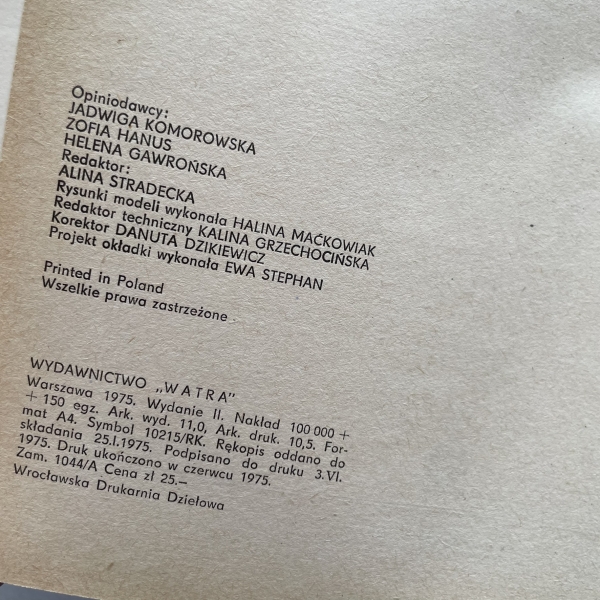 Opiniodawcy:
JADWIGA KOMOROWSKA
ZOFIA HANUS
HELENA GAWROŃSKA
Redaktor:
ALINA STRADECKA
Rysunki modeli wykonała HALINA MAĆKOWIAK
Redaktor techniczny KALINA GRZECHOCIŃSKA
Korektor DANUTA DZIKIEWICZ
Projekt okładki wykonała EWA STEPHAN
Printed in Poland
Wszelkie prawa zastrzeżone
WYDAWNICTWO „WATRA”
Warszawa 1975. Wydanie II. Nakład 100 000 +
+ 150 egz. Ark. wyd. 11,0, Ark. druk. 10,5. For-
mat A4. Symbol 10215/RK. Rękopis oddano do
składania 25.I.1975. Podpisano do druku 3.VI.
1975. Druk ukończono w czerwcu 1975.
Zam. 1044/A Cena zł 25.—
Wrocławska Drukarnia Dziełowa